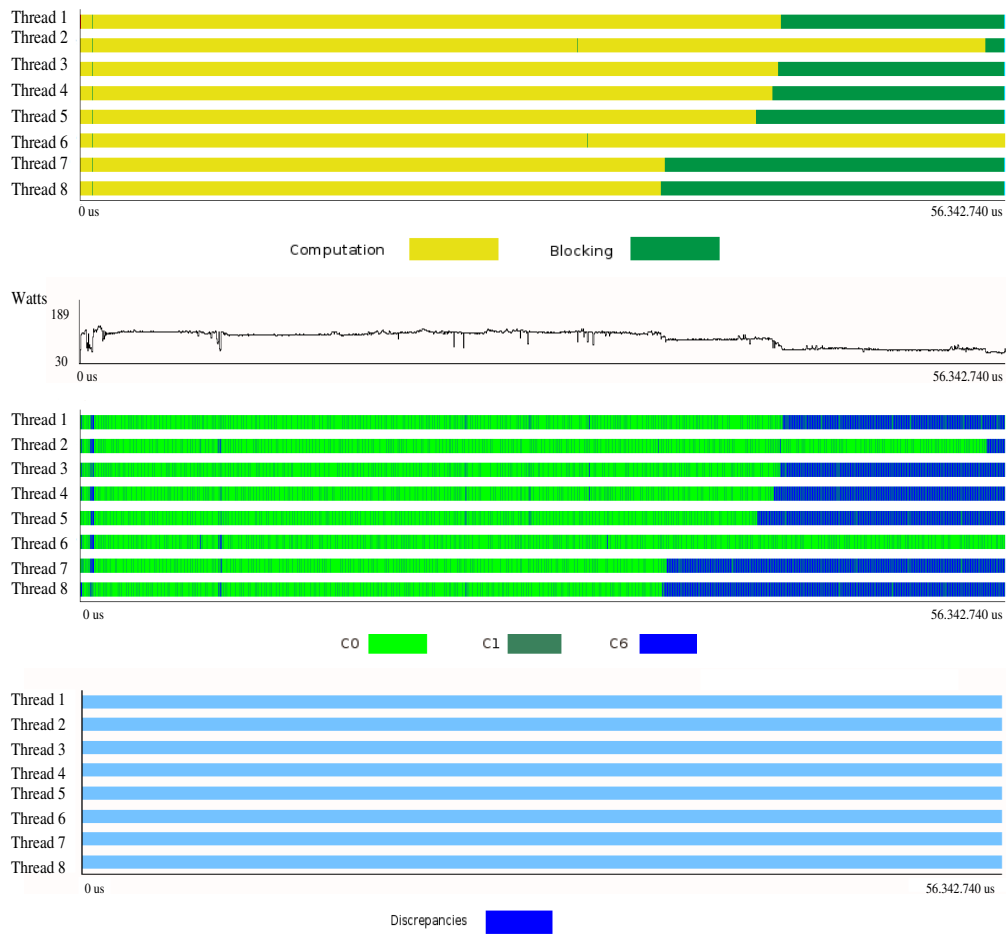 Thread 1
Thread 2
Thread 3
Thread 4
Thread 5
Thread 6
Thread 7
Thread 8
0 us 56.342.740 us
Computation Blocking
Watts
189
30
0 us 56.342.740 us
Thread 1
Thread 2
Thread 3
Thread 4
Thread 5
Thread 6
Thread 7
Thread 8
0 us 56.342.740 us
C0 C1 C6
Thread 1
Thread 2
Thread 3
Thread 4
Thread 5
Thread 6
Thread 7
Thread 8
0 us 56.342.740 us
Discrepancies